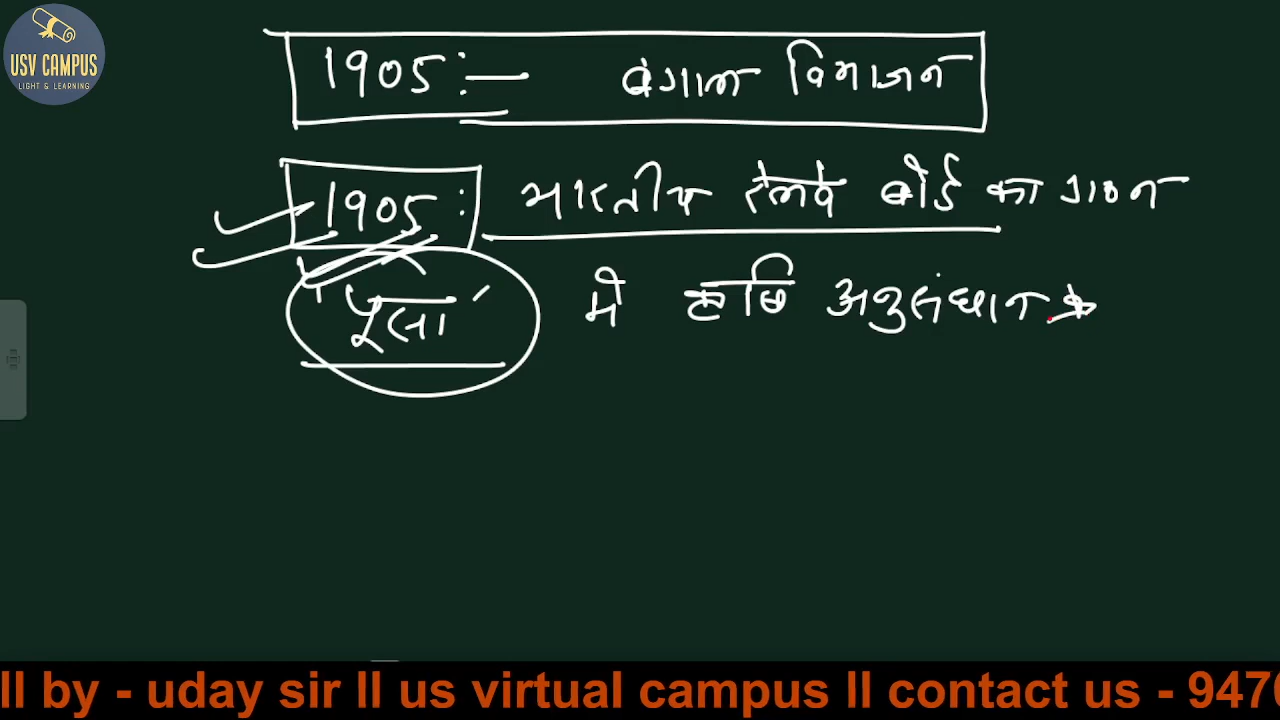 USV CAMPUS
LIGHT & LEARNING
1905 :— बंगाल विभाजन
1905 : भारतीय रेलवे बोर्ड का गठन
पूसा में कृषि अनुसंधान के
ll by - uday sir ll us virtual campus ll contact us - 9476